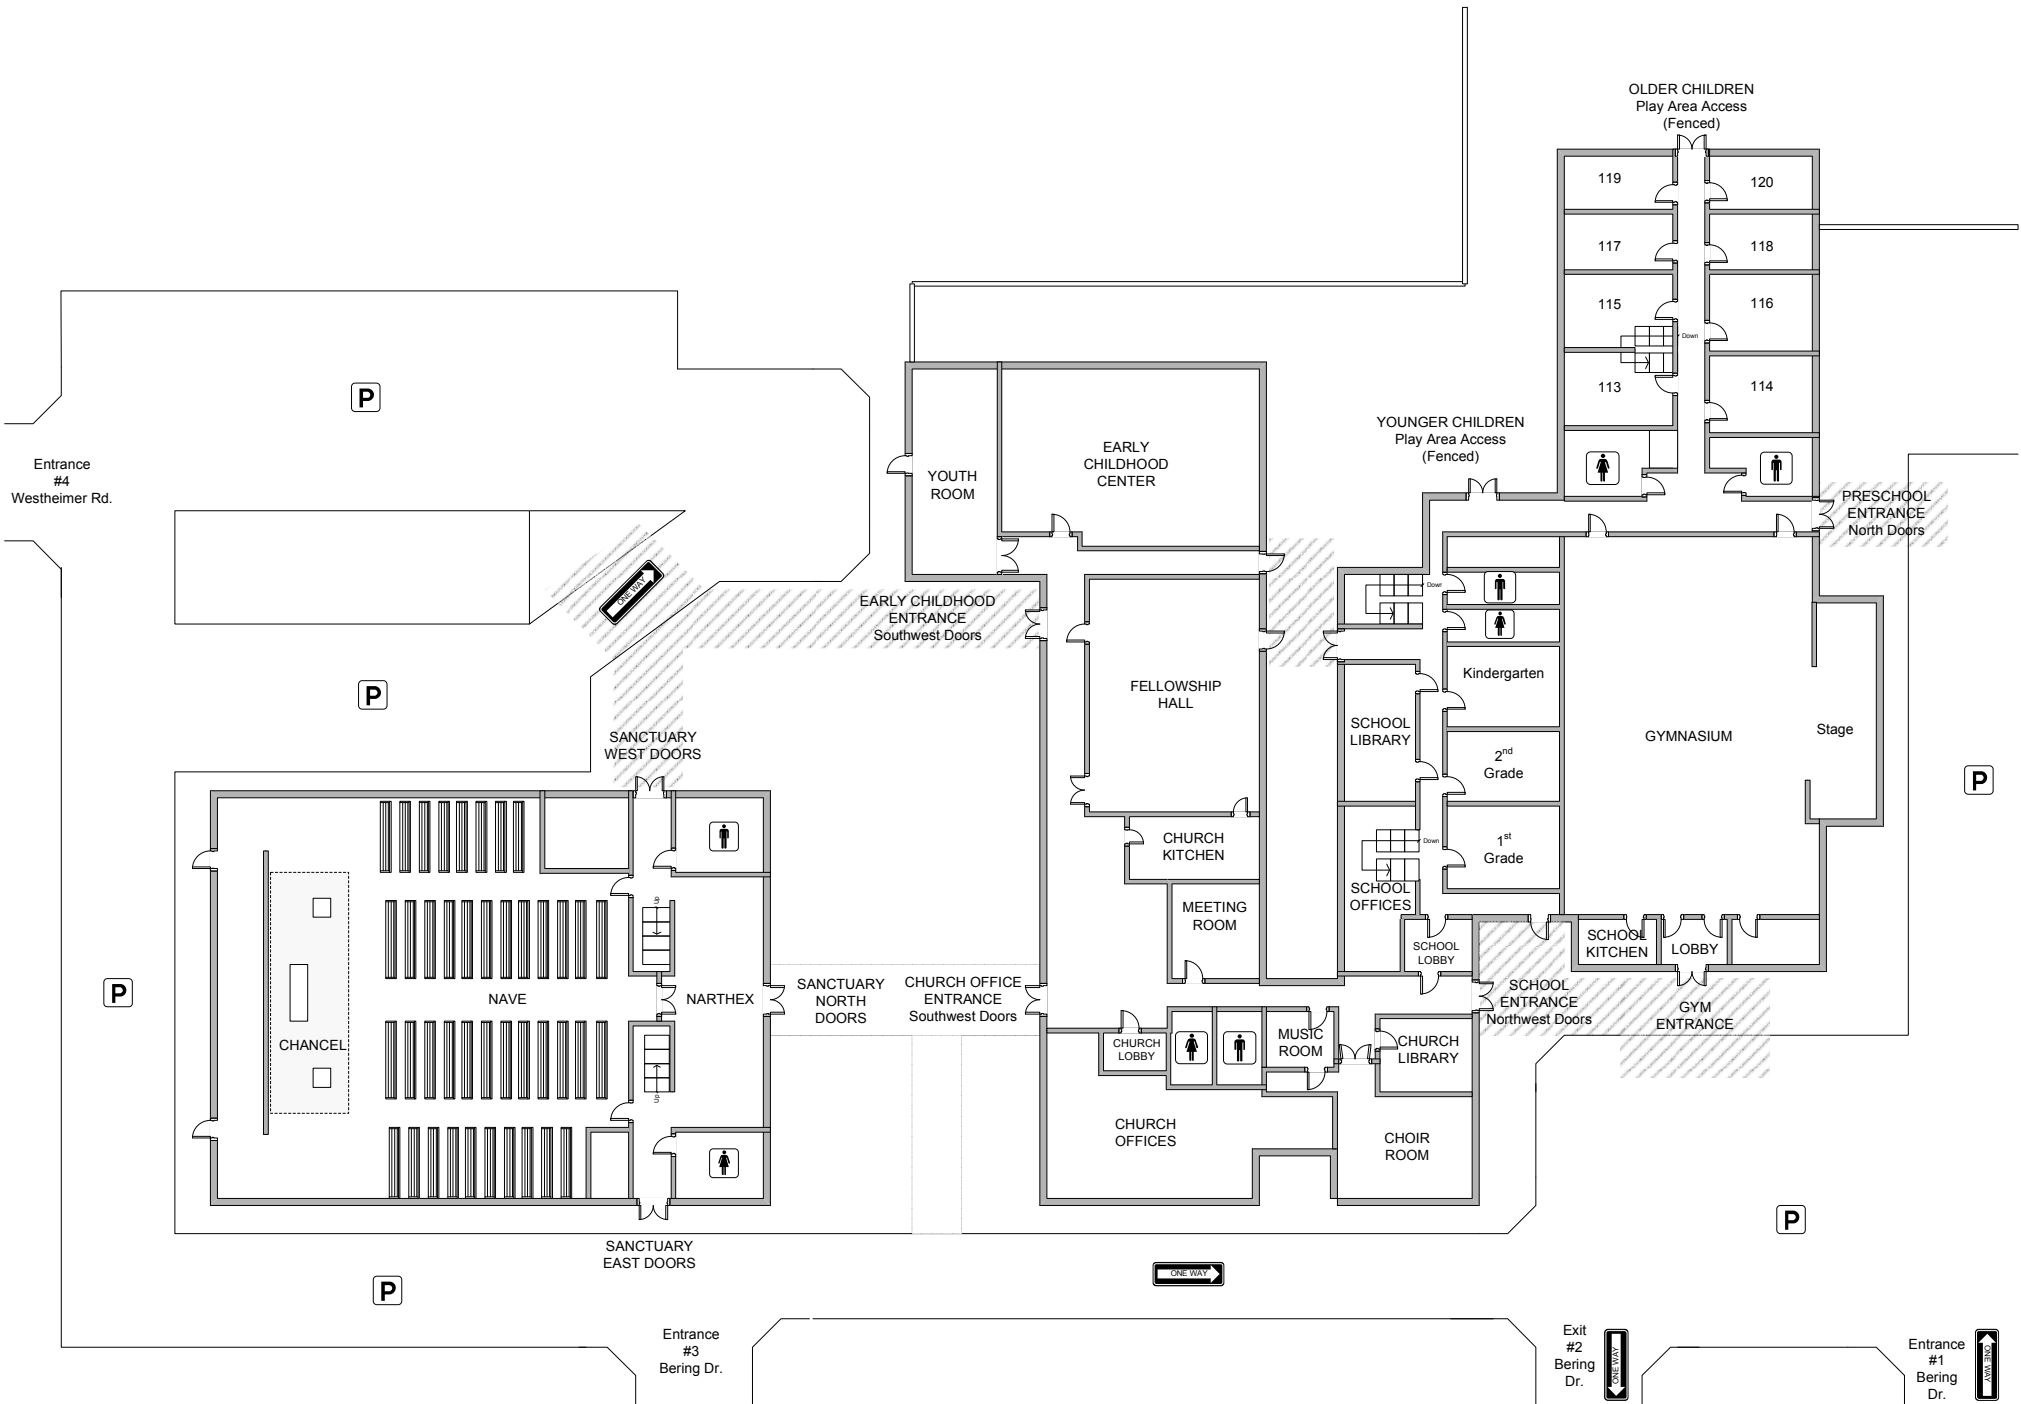 OLDER CHILDREN
Play Area Access
(Fenced)
119
120
117
118
115
116
Down
113
114
P
YOUNGER CHILDREN
Play Area Access
(Fenced)
Entrance
#4
Westheimer Rd.
YOUTH
ROOM
EARLY
CHILDHOOD
CENTER
PRESCHOOL
ENTRANCE
North Doors
ONE WAY
EARLY CHILDHOOD
ENTRANCE
Southwest Doors
Down
P
FELLOWSHIP
HALL
Kindergarten
SCHOOL
LIBRARY
GYMNASIUM
Stage
SANCTUARY
WEST DOORS
2nd
Grade
P
CHURCH
KITCHEN
Down
1st
Grade
SCHOOL
OFFICES
MEETING
ROOM
Up
SCHOOL
LOBBY
SCHOOL
KITCHEN
LOBBY
P
NAVE
NARTHEX
SANCTUARY
NORTH
DOORS
CHURCH OFFICE
ENTRANCE
Southwest Doors
SCHOOL
ENTRANCE
Northwest Doors
GYM
ENTRANCE
CHANCEL
CHURCH
LOBBY
MUSIC
ROOM
CHURCH
LIBRARY
Up
CHURCH
OFFICES
CHOIR
ROOM
P
SANCTUARY
EAST DOORS
P
ONE WAY
Entrance
#3
Bering Dr.
Exit
#2
Bering
Dr.
ONE WAY
Entrance
#1
Bering
Dr.
ONE WAY